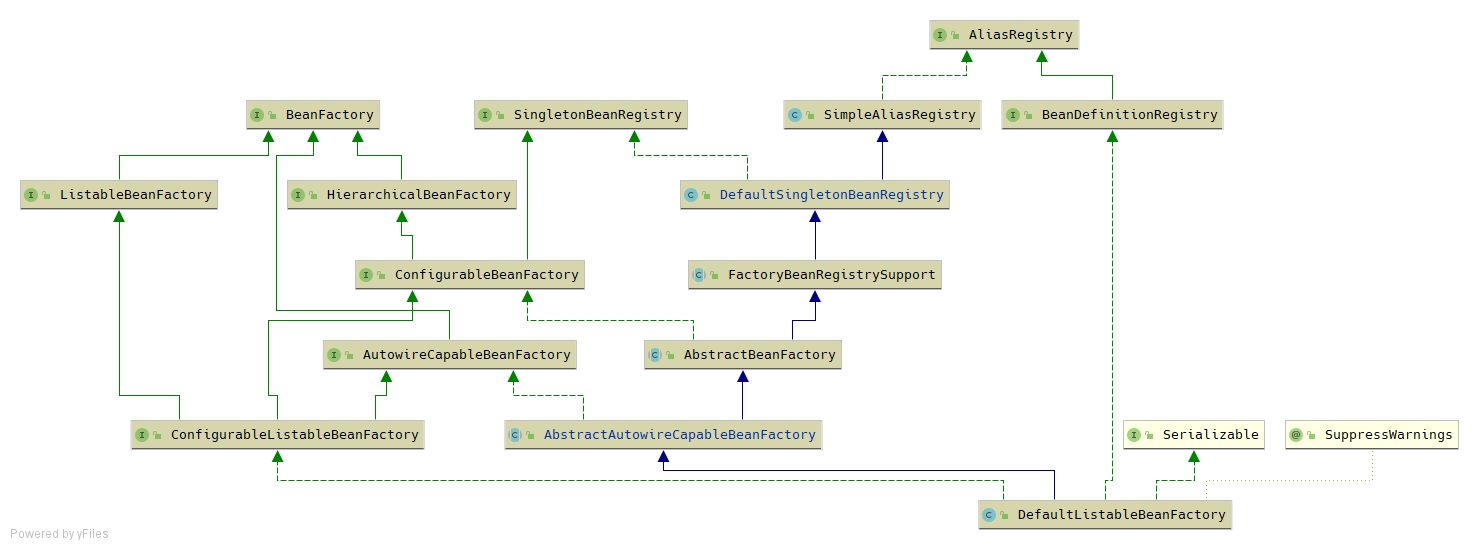 AliasRegistry
BeanFactory
SingletonBeanRegistry
SimpleAliasRegistry
BeanDefinitionRegistry
ListableBeanFactory
HierarchicalBeanFactory
DefaultSingletonBeanRegistry
ConfigurableBeanFactory
FactoryBeanRegistrySupport
AutowireCapableBeanFactory
AbstractBeanFactory
ConfigurableListableBeanFactory
AbstractAutowireCapableBeanFactory
Serializable
SuppressWarnings
DefaultListableBeanFactory
Powered by yFiles